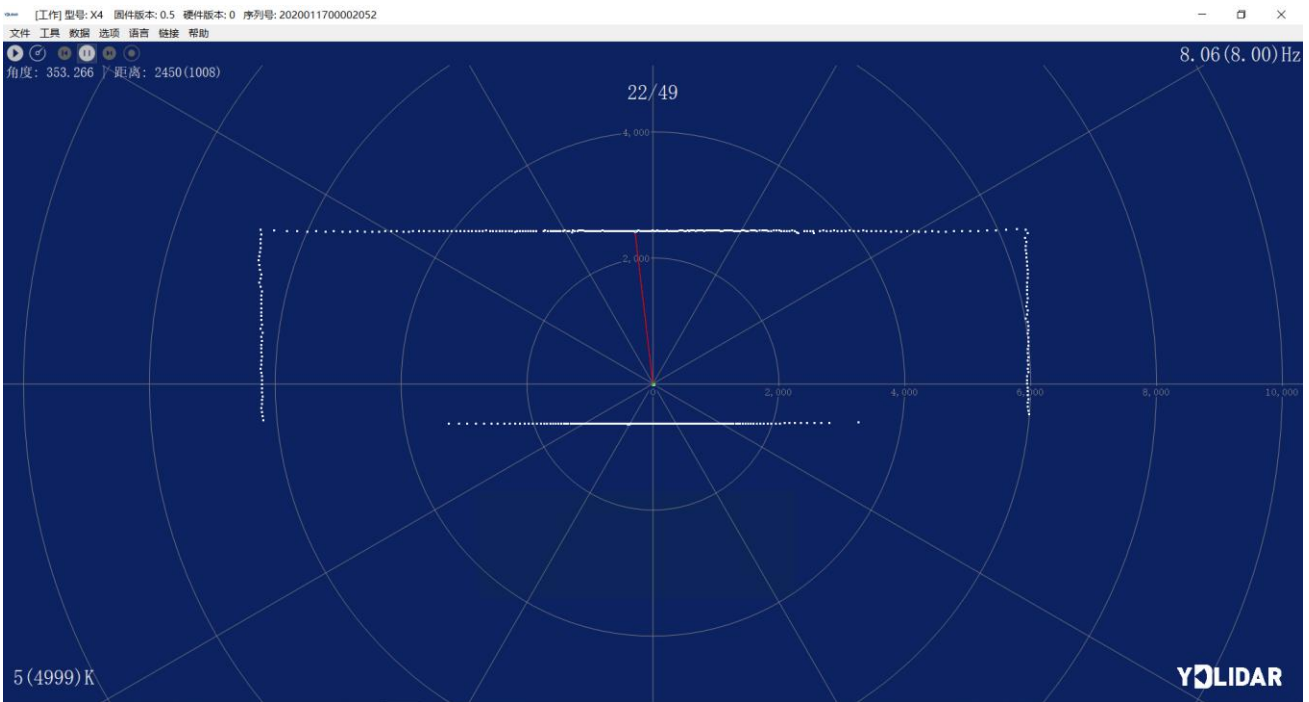 [工作] 型号: X4 固件版本: 0.5 硬件版本: 0 序列号: 2020011700002052
文件 工具 数据 选项 语言 链接 帮助
8.06(8.00)Hz
角度: 353.266 距离: 2450(1008)
22/49
4,000
2,000
0 2,000 4,000 6,000 8,000 10,000
5(4999)K
YDLIDAR